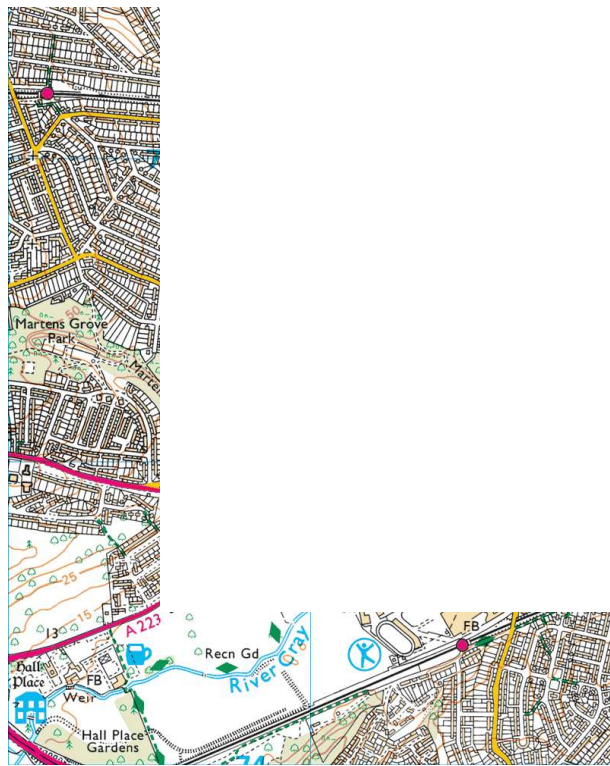 50
Martens Grove
Park
25
15
13
A 223
Hall
Place
FB
Weir
Hall Place
Gardens
Recn Gd
River Cray
FB